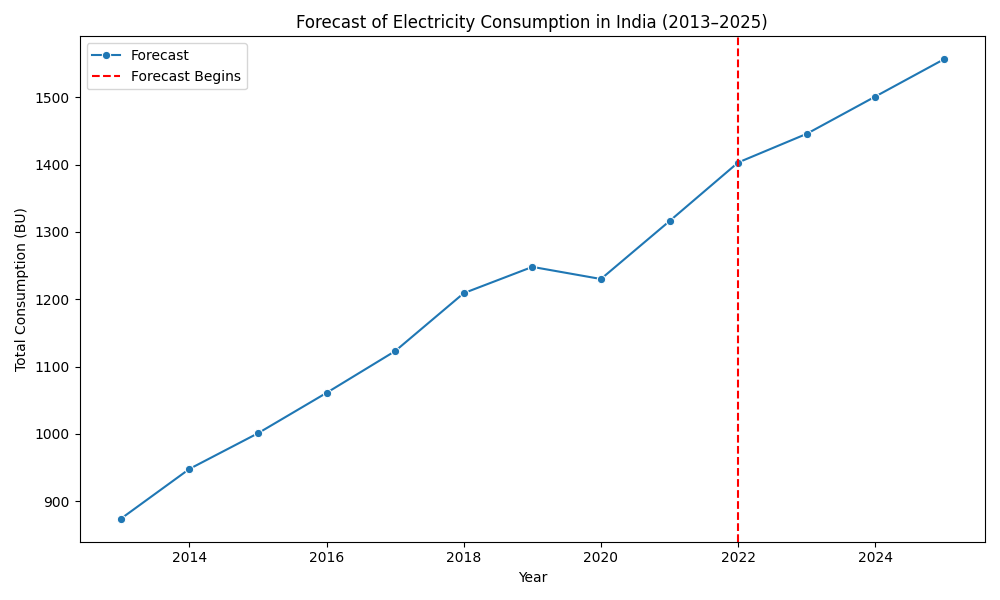 Forecast of Electricity Consumption in India (2013–2025)
Forecast
Forecast Begins
Total Consumption (BU)
1500
1400
1300
1200
1100
1000
900
2014 2016 2018 2020 2022 2024
Year